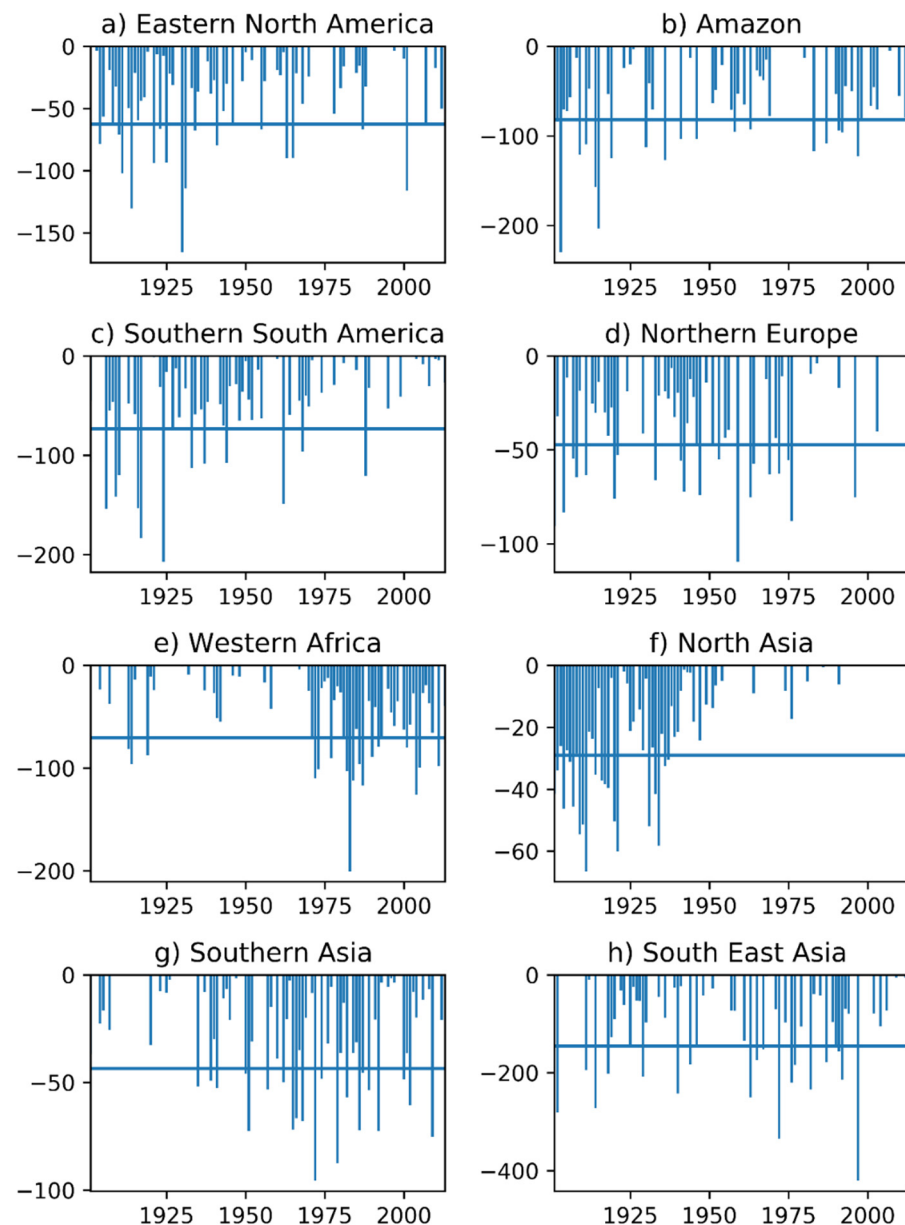 a) Eastern North America
0
−50
−100
−150
1925 1950 1975 2000
b) Amazon
0
−100
−200
1925 1950 1975 2000
c) Southern South America
0
−100
−200
1925 1950 1975 2000
d) Northern Europe
0
−50
−100
1925 1950 1975 2000
e) Western Africa
0
−100
−200
1925 1950 1975 2000
f) North Asia
0
−20
−40
−60
1925 1950 1975 2000
g) Southern Asia
0
−50
−100
1925 1950 1975 2000
h) South East Asia
0
−200
−400
1925 1950 1975 2000